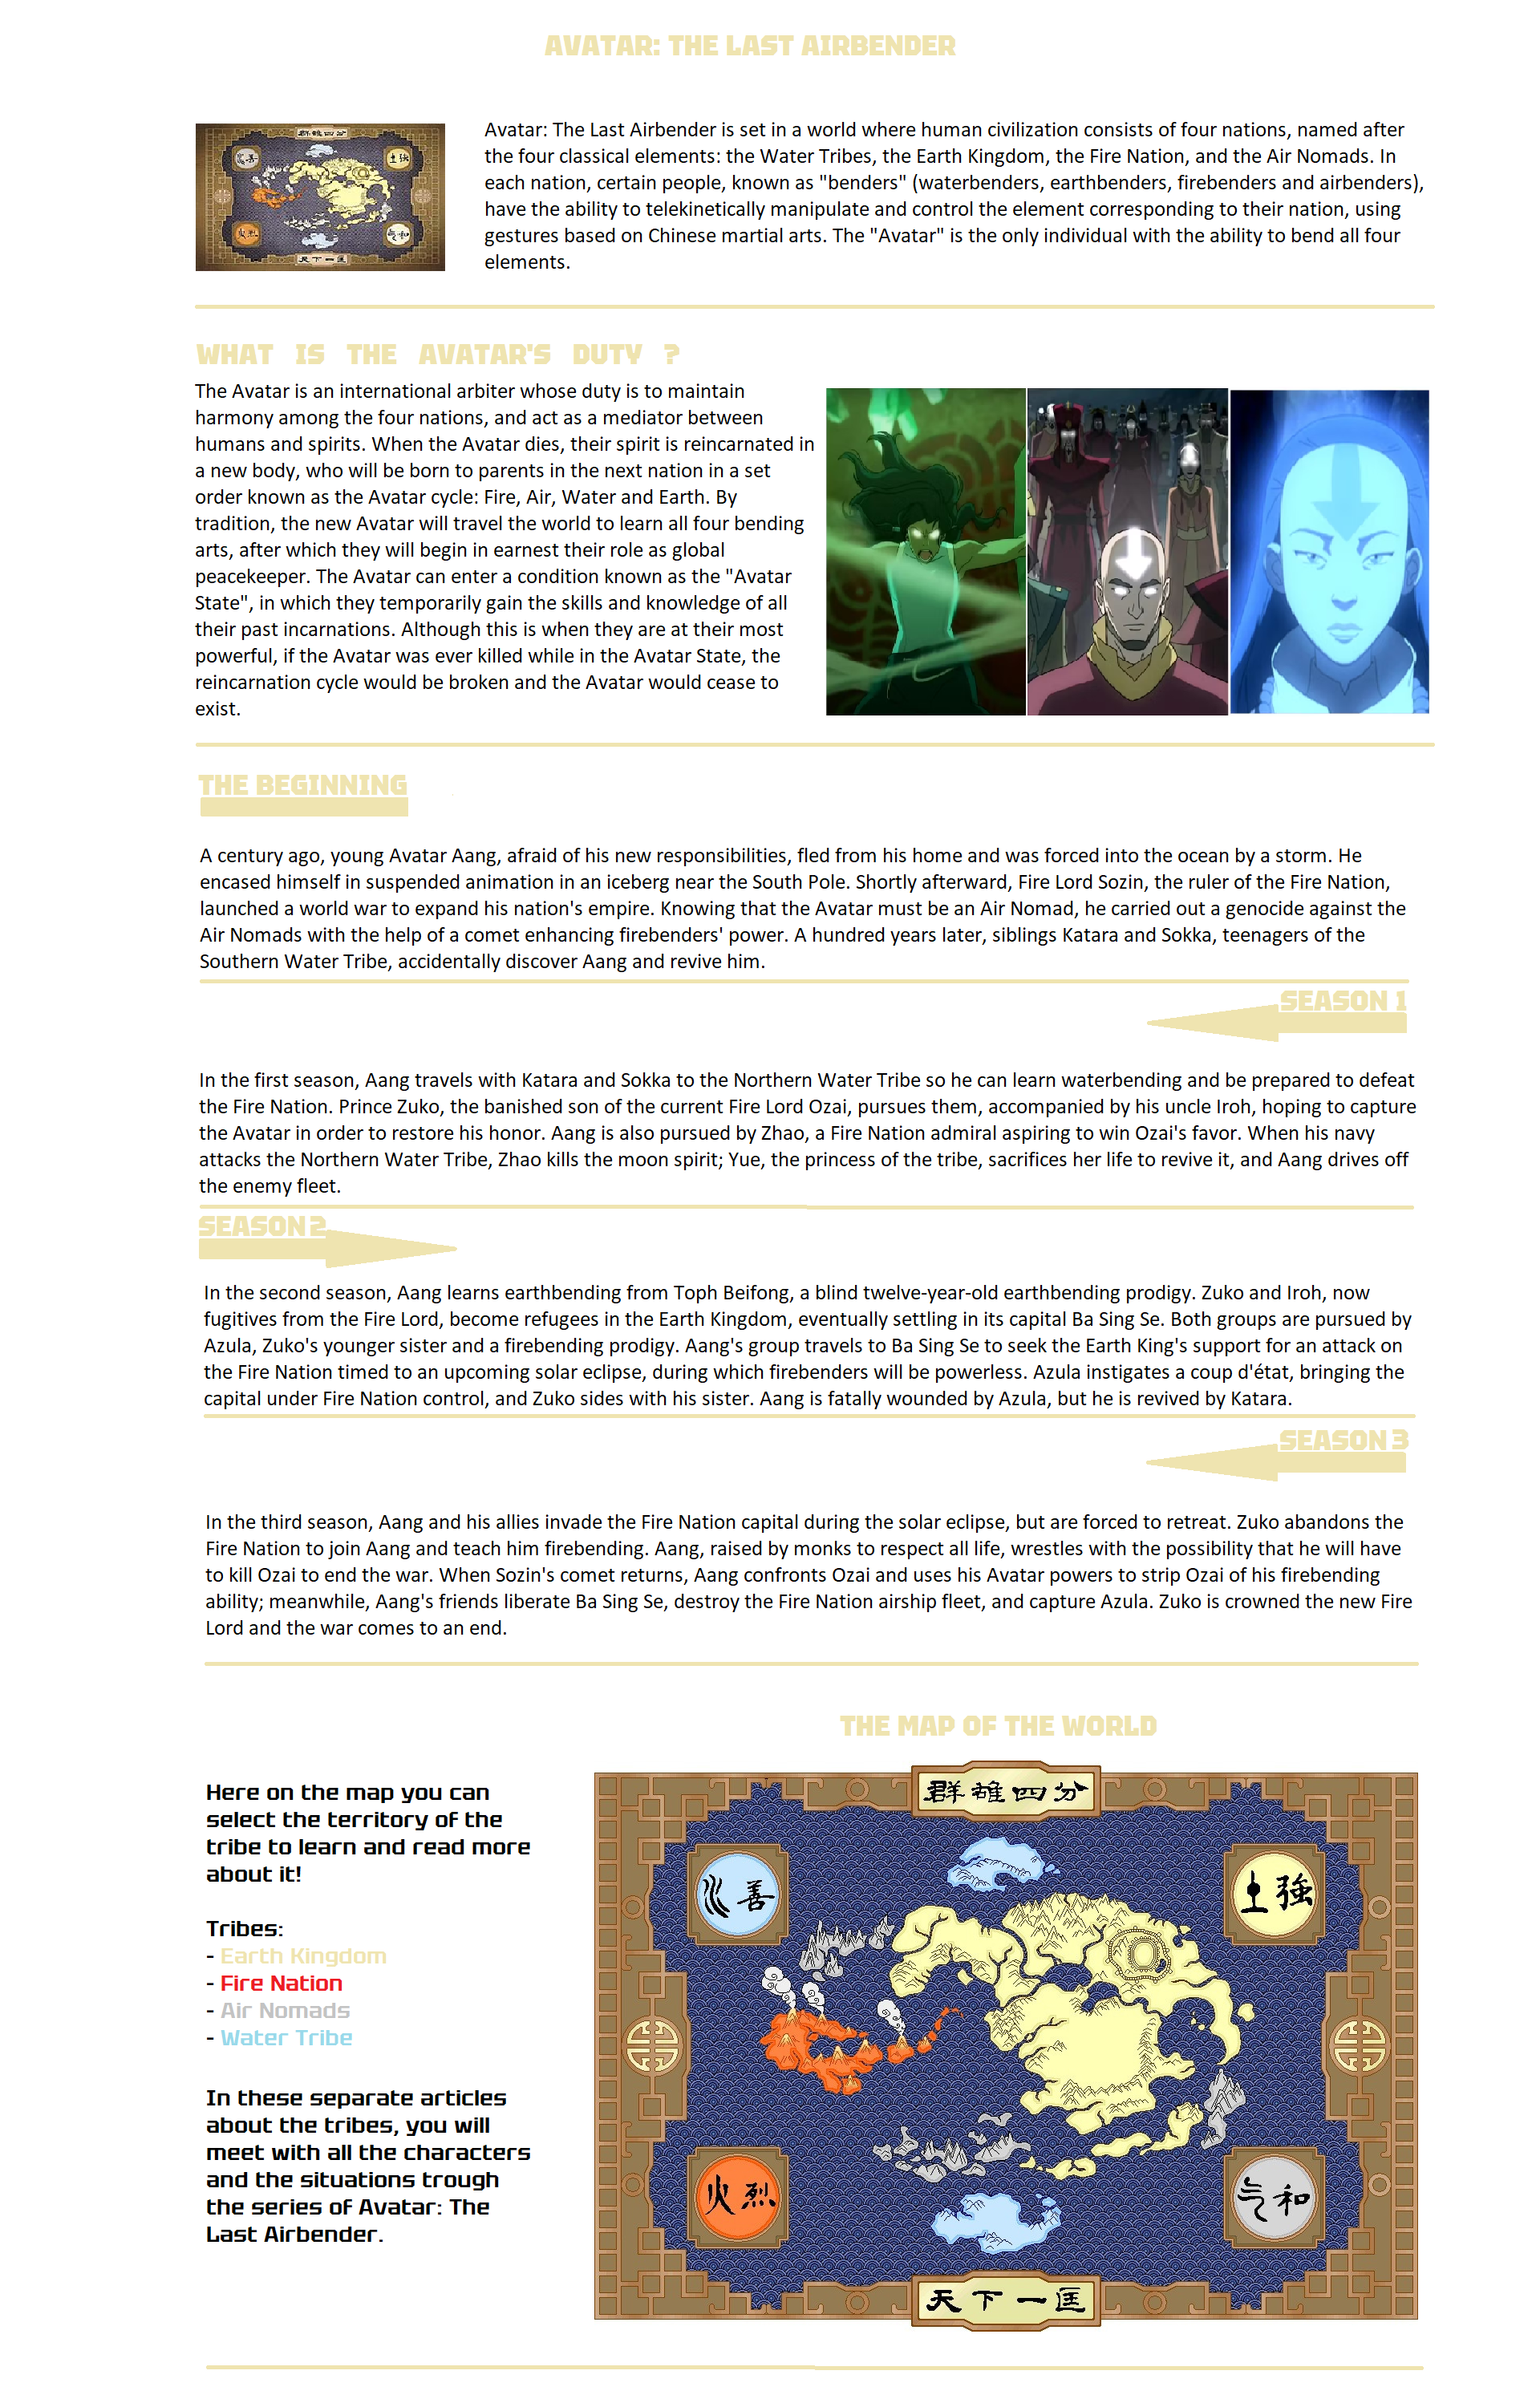 AVATAR: THE LAST AIRBENDER
Avatar: The Last Airbender is set in a world where human civilization consists of four nations, named after
the four classical elements: the Water Tribes, the Earth Kingdom, the Fire Nation, and the Air Nomads. In
each nation, certain people, known as "benders" (waterbenders, earthbenders, firebenders and airbenders),
have the ability to telekinetically manipulate and control the element corresponding to their nation, using
gestures based on Chinese martial arts. The "Avatar" is the only individual with the ability to bend all four
elements.
WHAT IS THE AVATAR'S DUTY ?
The Avatar is an international arbiter whose duty is to maintain
harmony among the four nations, and act as a mediator between
humans and spirits. When the Avatar dies, their spirit is reincarnated in
a new body, who will be born to parents in the next nation in a set
order known as the Avatar cycle: Fire, Air, Water and Earth. By
tradition, the new Avatar will travel the world to learn all four bending
arts, after which they will begin in earnest their role as global
peacekeeper. The Avatar can enter a condition known as the "Avatar
State", in which they temporarily gain the skills and knowledge of all
their past incarnations. Although this is when they are at their most
powerful, if the Avatar was ever killed while in the Avatar State, the
reincarnation cycle would be broken and the Avatar would cease to
exist.
THE BEGINNING
A century ago, young Avatar Aang, afraid of his new responsibilities, fled from his home and was forced into the ocean by a storm. He
encased himself in suspended animation in an iceberg near the South Pole. Shortly afterward, Fire Lord Sozin, the ruler of the Fire Nation,
launched a world war to expand his nation's empire. Knowing that the Avatar must be an Air Nomad, he carried out a genocide against the
Air Nomads with the help of a comet enhancing firebenders' power. A hundred years later, siblings Katara and Sokka, teenagers of the
Southern Water Tribe, accidentally discover Aang and revive him.
SEASON 1
In the first season, Aang travels with Katara and Sokka to the Northern Water Tribe so he can learn waterbending and be prepared to defeat
the Fire Nation. Prince Zuko, the banished son of the current Fire Lord Ozai, pursues them, accompanied by his uncle Iroh, hoping to capture
the Avatar in order to restore his honor. Aang is also pursued by Zhao, a Fire Nation admiral aspiring to win Ozai's favor. When his navy
attacks the Northern Water Tribe, Zhao kills the moon spirit; Yue, the princess of the tribe, sacrifices her life to revive it, and Aang drives off
the enemy fleet.
SEASON 2
In the second season, Aang learns earthbending from Toph Beifong, a blind twelve-year-old earthbending prodigy. Zuko and Iroh, now
fugitives from the Fire Lord, become refugees in the Earth Kingdom, eventually settling in its capital Ba Sing Se. Both groups are pursued by
Azula, Zuko's younger sister and a firebending prodigy. Aang's group travels to Ba Sing Se to seek the Earth King's support for an attack on
the Fire Nation timed to an upcoming solar eclipse, during which firebenders will be powerless. Azula instigates a coup d'état, bringing the
capital under Fire Nation control, and Zuko sides with his sister. Aang is fatally wounded by Azula, but he is revived by Katara.
SEASON 3
In the third season, Aang and his allies invade the Fire Nation capital during the solar eclipse, but are forced to retreat. Zuko abandons the
Fire Nation to join Aang and teach him firebending. Aang, raised by monks to respect all life, wrestles with the possibility that he will have
to kill Ozai to end the war. When Sozin's comet returns, Aang confronts Ozai and uses his Avatar powers to strip Ozai of his firebending
ability; meanwhile, Aang's friends liberate Ba Sing Se, destroy the Fire Nation airship fleet, and capture Azula. Zuko is crowned the new Fire
Lord and the war comes to an end.
THE MAP OF THE WORLD
Here on the map you can
select the territory of the
tribe to learn and read more
about it!
Tribes:
- Earth Kingdom
- Fire Nation
- Air Nomads
- Water Tribe
In these separate articles
about the tribes, you will
meet with all the characters
and the situations trough
the series of Avatar: The
Last Airbender.
群雄四分
善
土強
火烈
气和
天下一匡